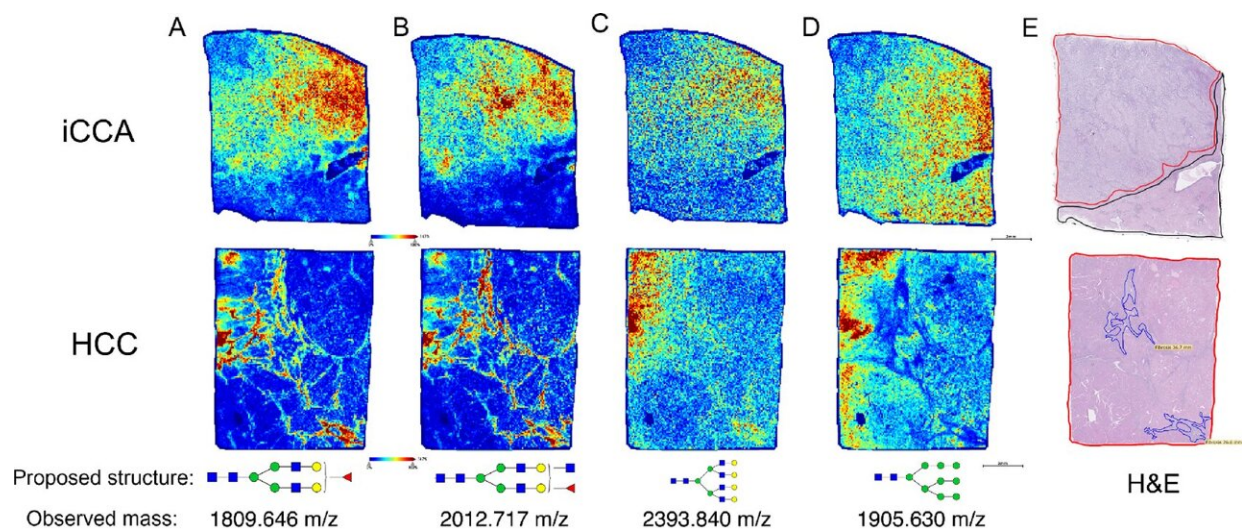 A B C D E
iCCA
HCC
Proposed structure:
Observed mass: 1809.646 m/z 2012.717 m/z 2393.840 m/z 1905.630 m/z
H&E